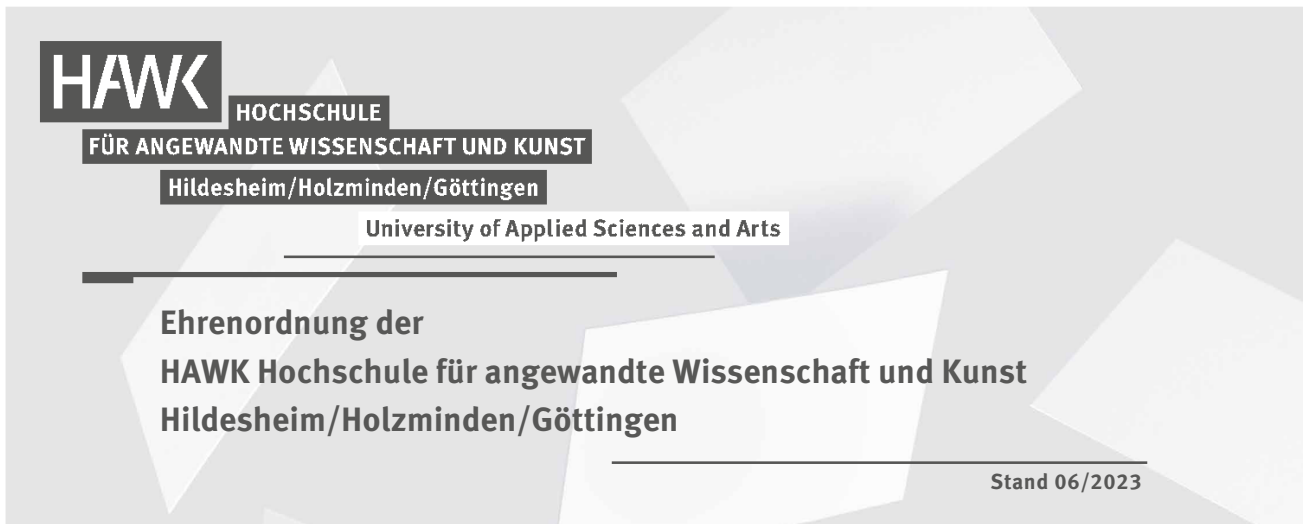 HAWK
HOCHSCHULE
FÜR ANGEWANDTE WISSENSCHAFT UND KUNST
Hildesheim/Holzminden/Göttingen
University of Applied Sciences and Arts
Ehrenordnung der
HAWK Hochschule für angewandte Wissenschaft und Kunst
Hildesheim/Holzminden/Göttingen
Stand 06/2023